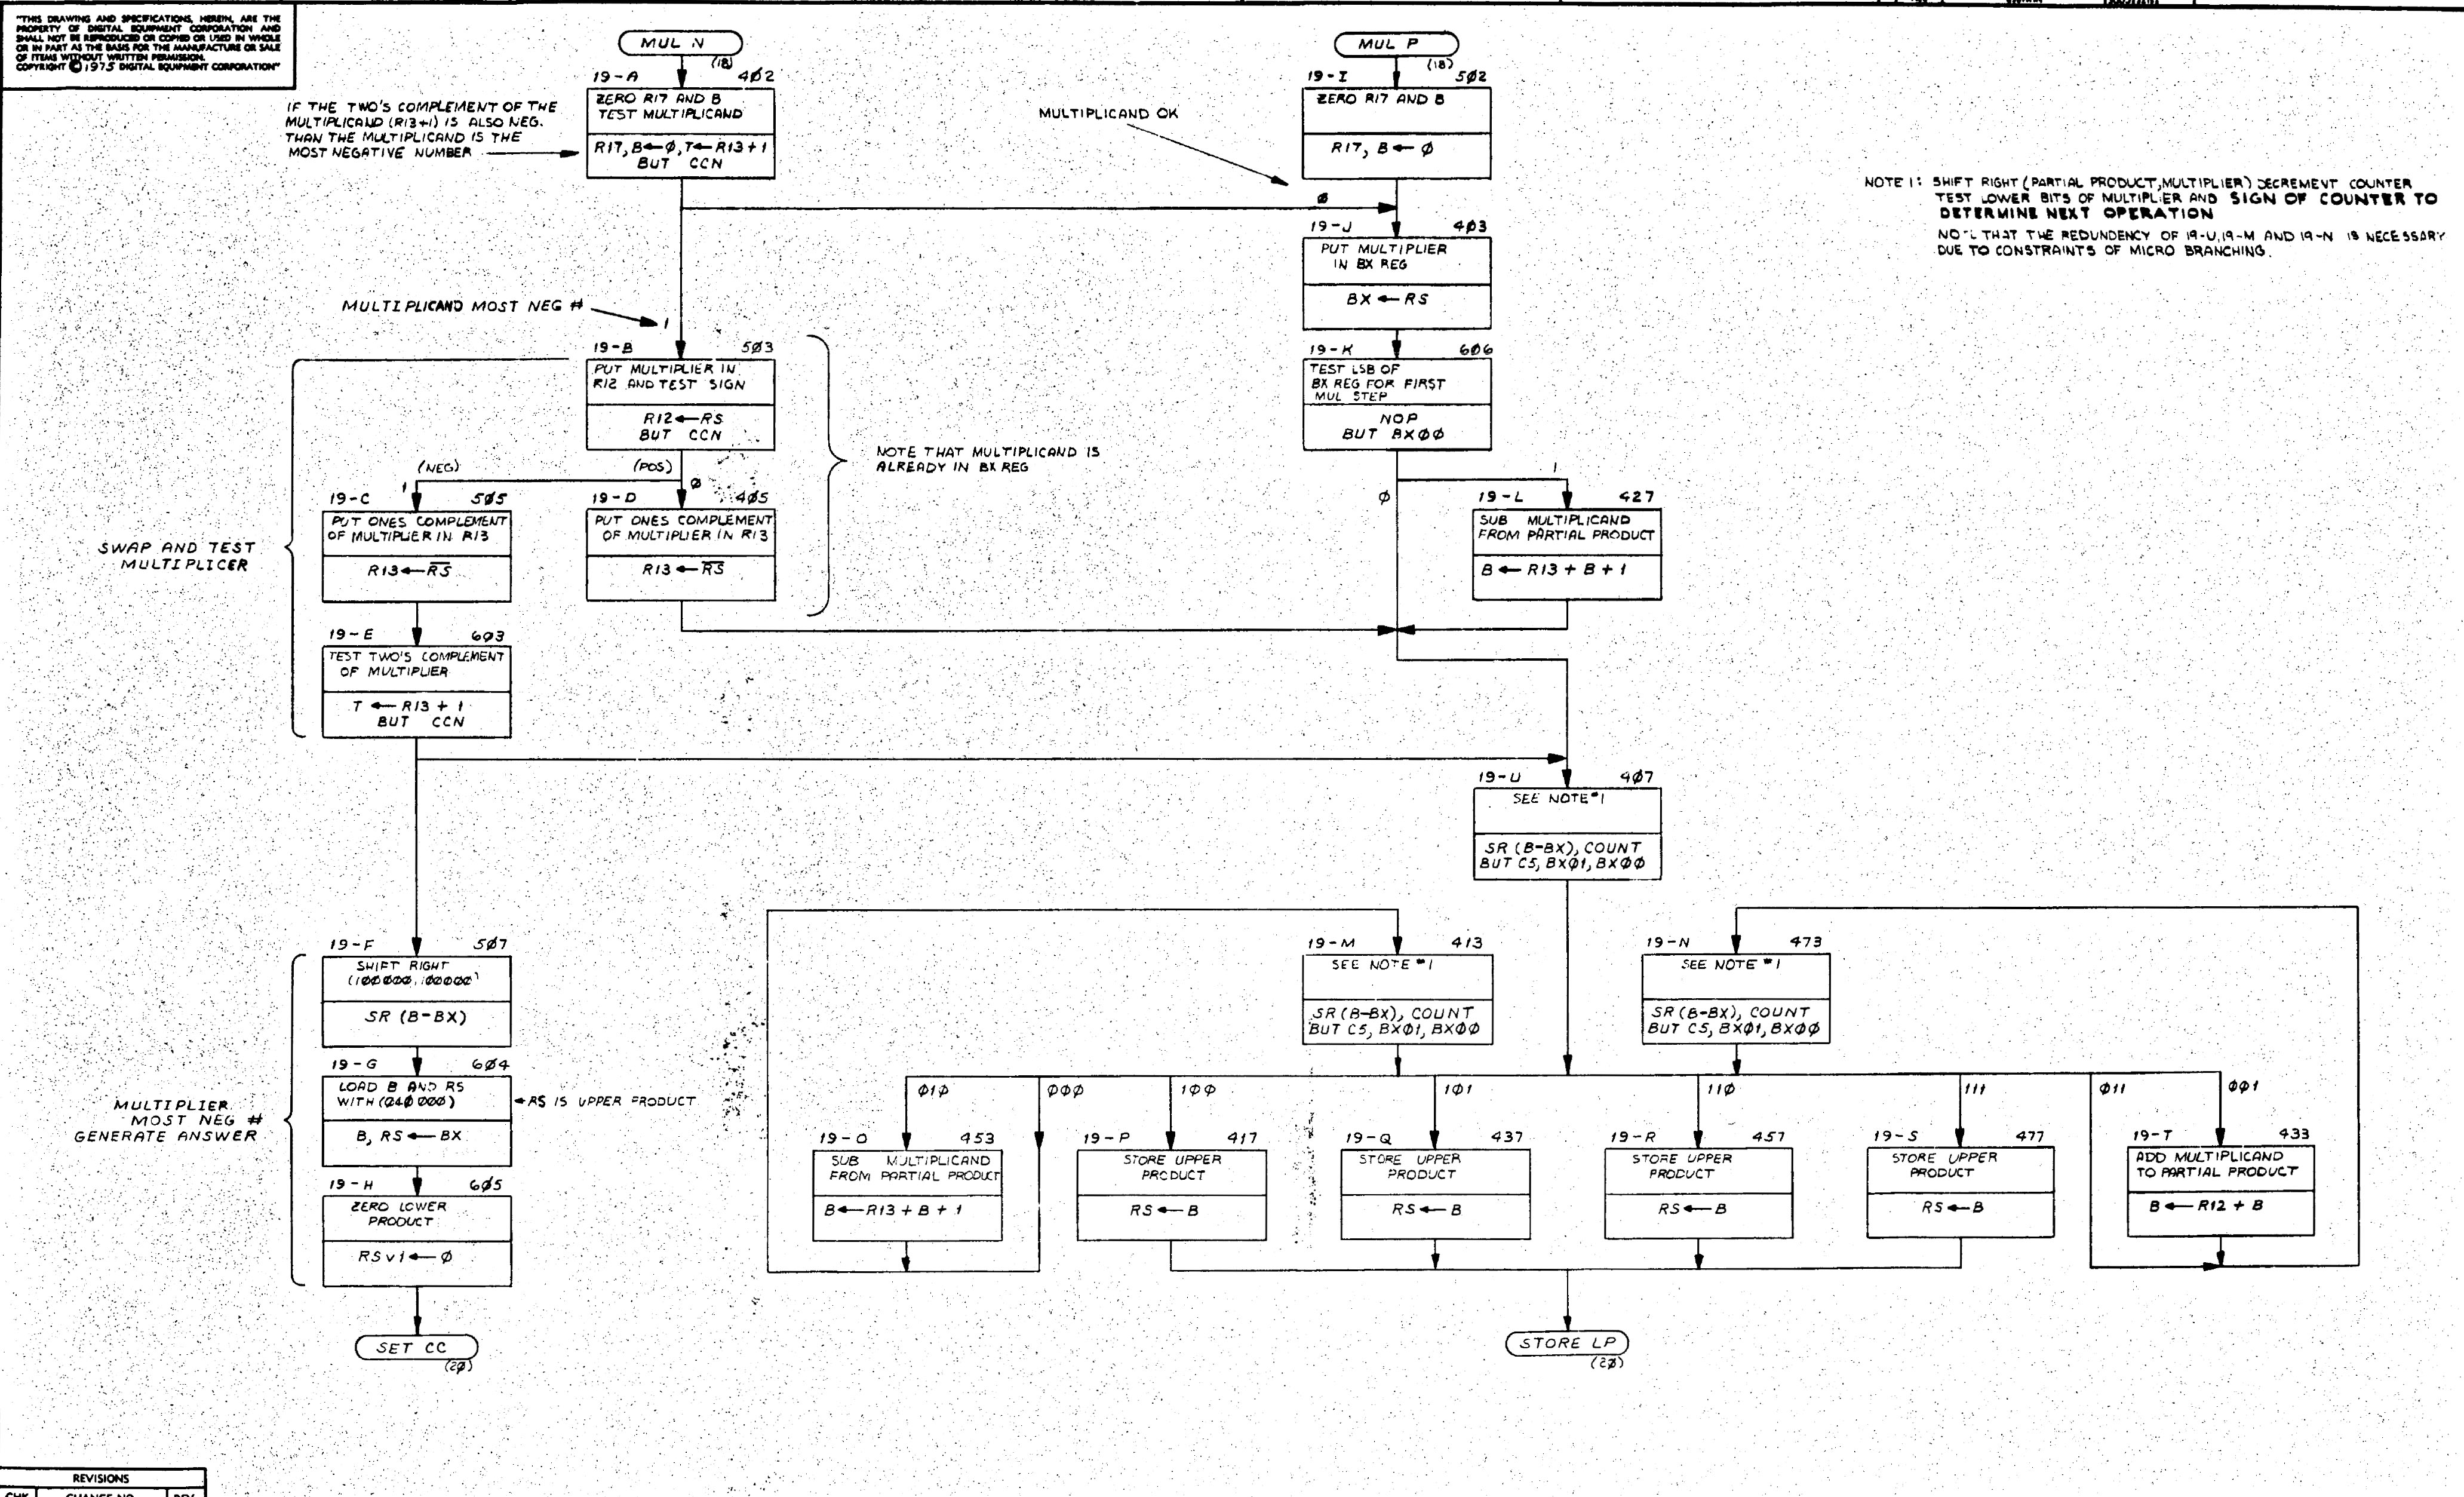 "THIS DRAWING AND SPECIFICATIONS, HEREIN, ARE THE
PROPERTY OF DIGITAL EQUIPMENT CORPORATION AND
SHALL NOT BE REPRODUCED OR COPIED OR USED IN WHOLE
OR IN PART AS THE BASIS FOR THE MANUFACTURE OR SALE
OF ITEMS WITHOUT WRITTEN PERMISSION.
COPYRIGHT © 1975 DIGITAL EQUIPMENT CORPORATION"
MUL N
(18)
19-A 4Ø2
ZERO R17 AND B
TEST MULTIPLICAND
R17, B←Ø, T←R13+1
BUT CCN
IF THE TWO'S COMPLEMENT OF THE
MULTIPLICAND (R13+1) IS ALSO NEG.
THAN THE MULTIPLICAND IS THE
MOST NEGATIVE NUMBER
MUL P
(18)
19-I 5Ø2
ZERO R17 AND B
R17, B←Ø
MULTIPLICAND OK
Ø
NOTE 1: SHIFT RIGHT (PARTIAL PRODUCT, MULTIPLIER) DECREMENT COUNTER
TEST LOWER BITS OF MULTIPLIER AND SIGN OF COUNTER TO
DETERMINE NEXT OPERATION
NOTE THAT THE REDUNDENCY OF 19-U, 19-M AND 19-N IS NECESSARY
DUE TO CONSTRAINTS OF MICRO BRANCHING.
19-J 4Ø3
PUT MULTIPLIER
IN BX REG
BX←RS
MULTIPLICAND MOST NEG #
1
19-B 5Ø3
PUT MULTIPLIER IN
R12 AND TEST SIGN
R12←RS
BUT CCN
19-K 6Ø6
TEST LSB OF
BX REG FOR FIRST
MUL STEP
NOP
BUT BXØØ
NOTE THAT MULTIPLICAND IS
ALREADY IN BX REG
(NEG) (POS)
1 Ø
19-C 5Ø5
PUT ONES COMPLEMENT
OF MULTIPLIER IN R13
R13←R̅S̅
19-D 4Ø5
PUT ONES COMPLEMENT
OF MULTIPLIER IN R13
R13←R̅S̅
Ø 1
19-L 427
SUB MULTIPLICAND
FROM PARTIAL PRODUCT
B←R13 + B + 1
SWAP AND TEST
MULTIPLICER
19-E 6Ø3
TEST TWO'S COMPLEMENT
OF MULTIPLIER
T←R13 + 1
BUT CCN
19-U 4Ø7
SEE NOTE #1
SR (B-BX), COUNT
BUT C5, BXØ1, BXØØ
19-F 5Ø7
SHIFT RIGHT
(1ØØØØØ, 1ØØØØØ)
SR (B-BX)
19-M 413
SEE NOTE #1
SR (B-BX), COUNT
BUT C5, BXØ1, BXØØ
19-N 473
SEE NOTE #1
SR (B-BX), COUNT
BUT C5, BXØ1, BXØØ
19-G 6Ø4
LOAD B AND RS
WITH (Ø4Ø ØØØ)
B, RS←BX
←RS IS UPPER PRODUCT
MULTIPLIER
MOST NEG #
GENERATE ANSWER
19-H 6Ø5
ZERO LOWER
PRODUCT
RSv1←Ø
SET CC
(2Ø)
Ø1Ø ØØØ 1ØØ 1Ø1 11Ø 111 Ø11 ØØ1
19-O 453
SUB MULTIPLICAND
FROM PARTIAL PRODUCT
B←R13 + B + 1
19-P 417
STORE UPPER
PRODUCT
RS←B
19-Q 437
STORE UPPER
PRODUCT
RS←B
19-R 457
STORE UPPER
PRODUCT
RS←B
19-S 477
STORE UPPER
PRODUCT
RS←B
19-T 433
ADD MULTIPLICAND
TO PARTIAL PRODUCT
B←R12 + B
STORE LP
(2Ø)
REVISIONS
CHK CHANGE NO. REV.